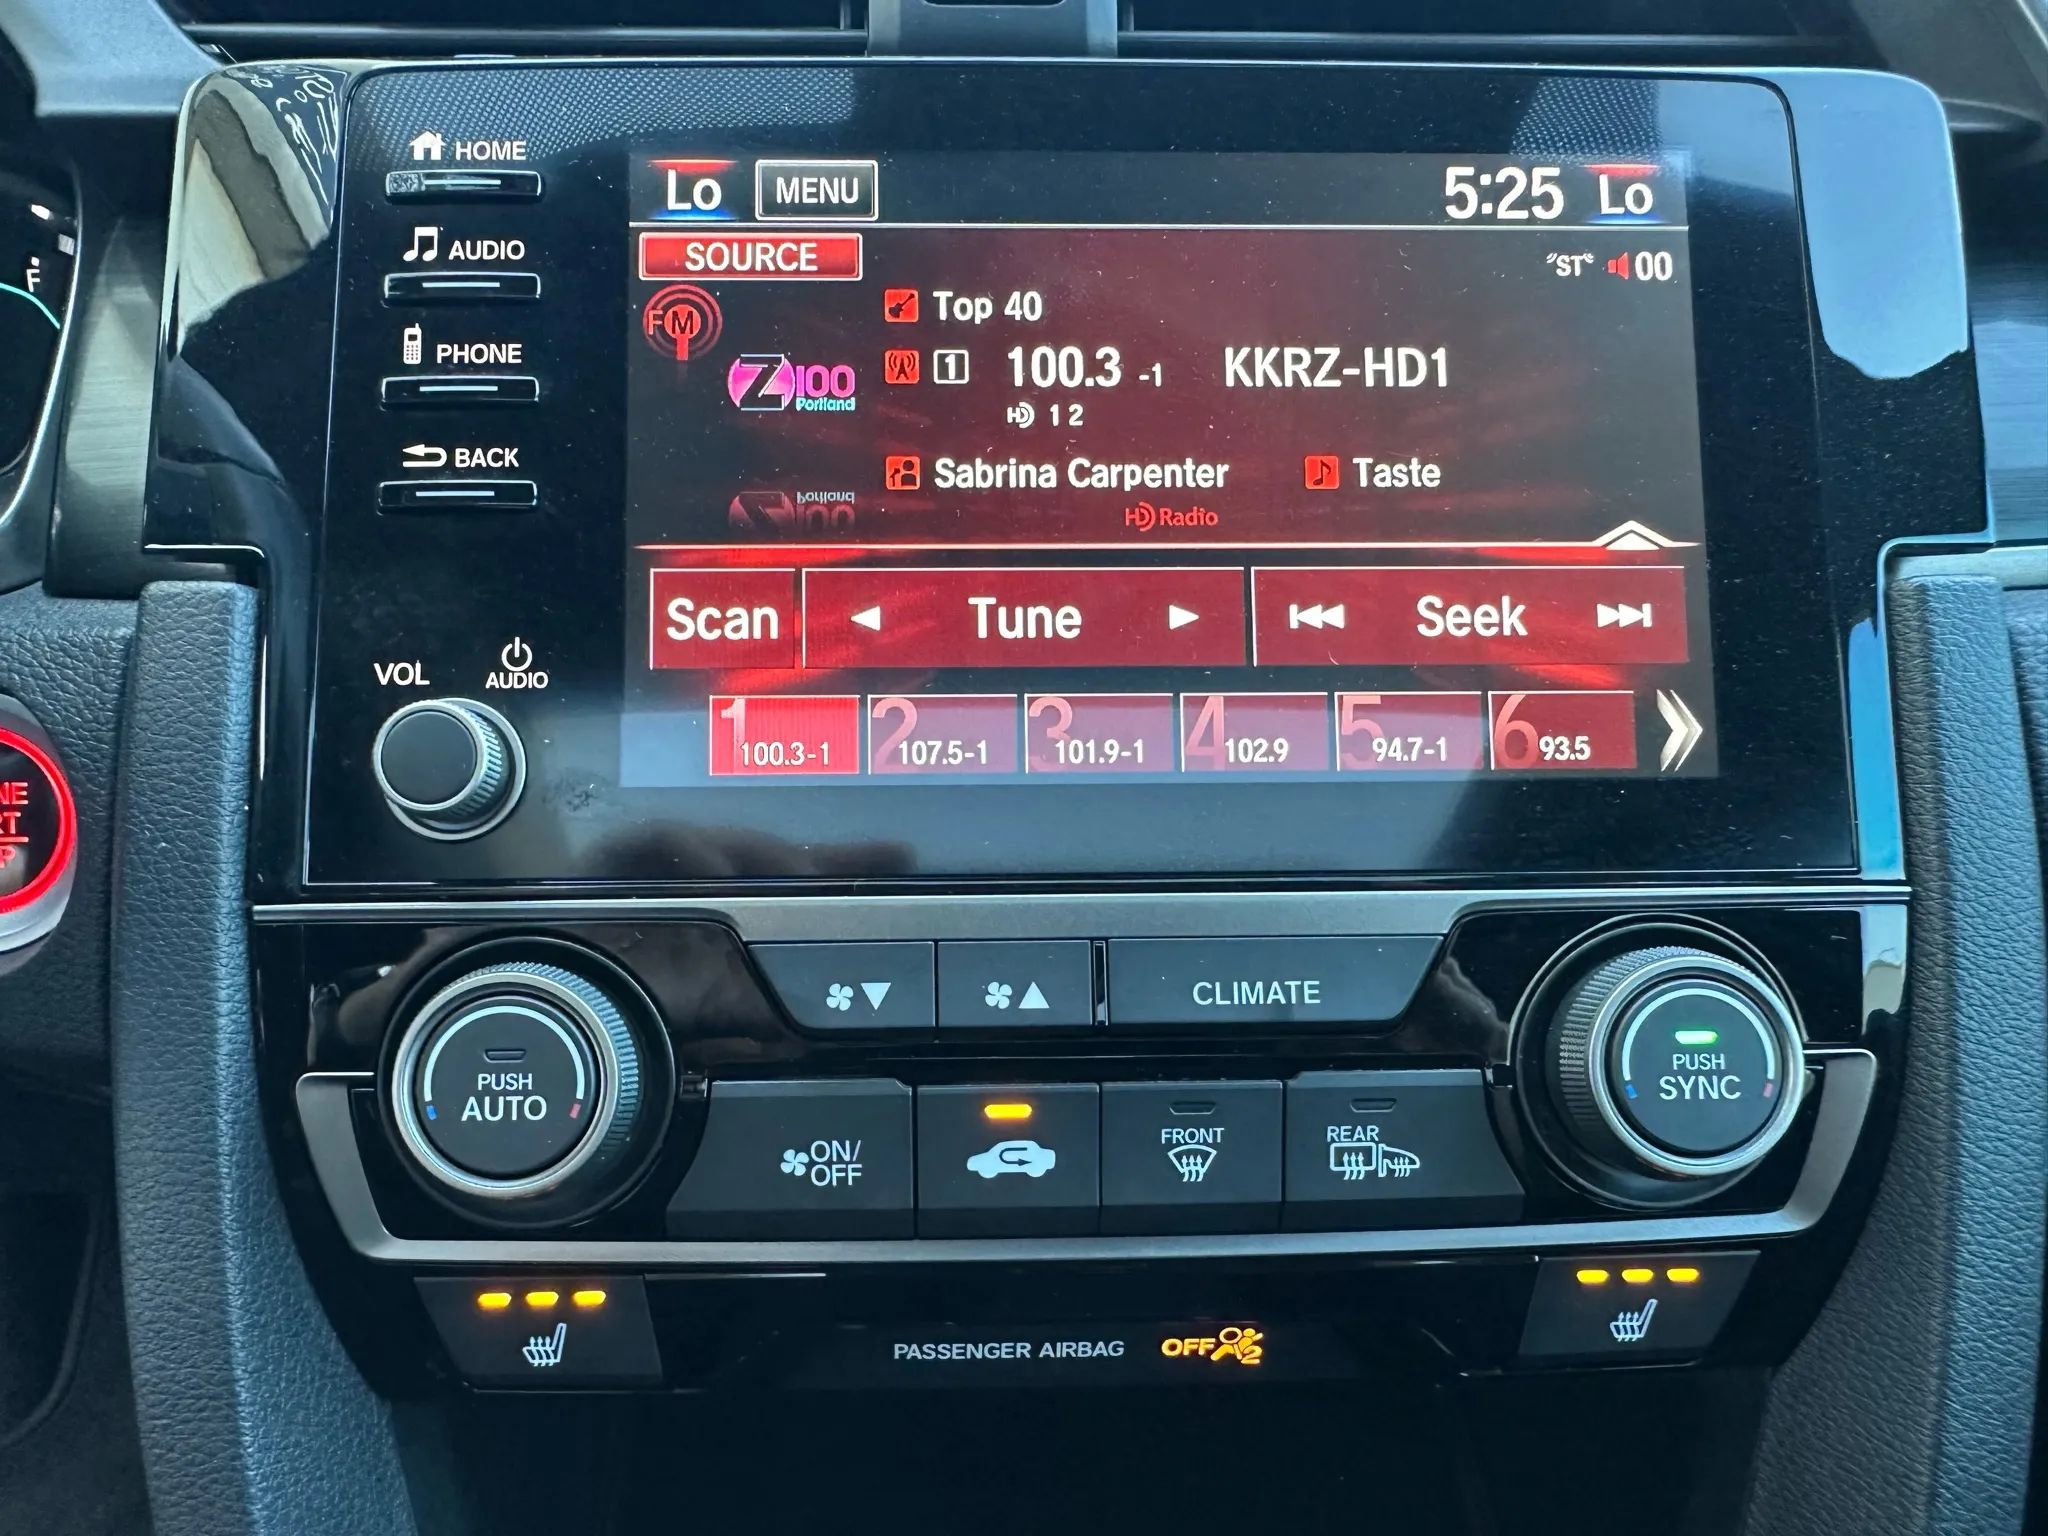 HOME
AUDIO
PHONE
BACK
VOL
AUDIO
Lo MENU 5:25 Lo
SOURCE
"ST" 00
FM
Z100
Portland
Top 40
1 100.3 -1 KKRZ-HD1
HD 1 2
Sabrina Carpenter Taste
HD Radio
Scan Tune Seek
1 100.3-1
2 107.5-1
3 101.9-1
4 102.9
5 94.7-1
6 93.5
F
CLIMATE
PUSH
AUTO
ON/
OFF
FRONT
REAR
PUSH
SYNC
PASSENGER AIRBAG OFF 2